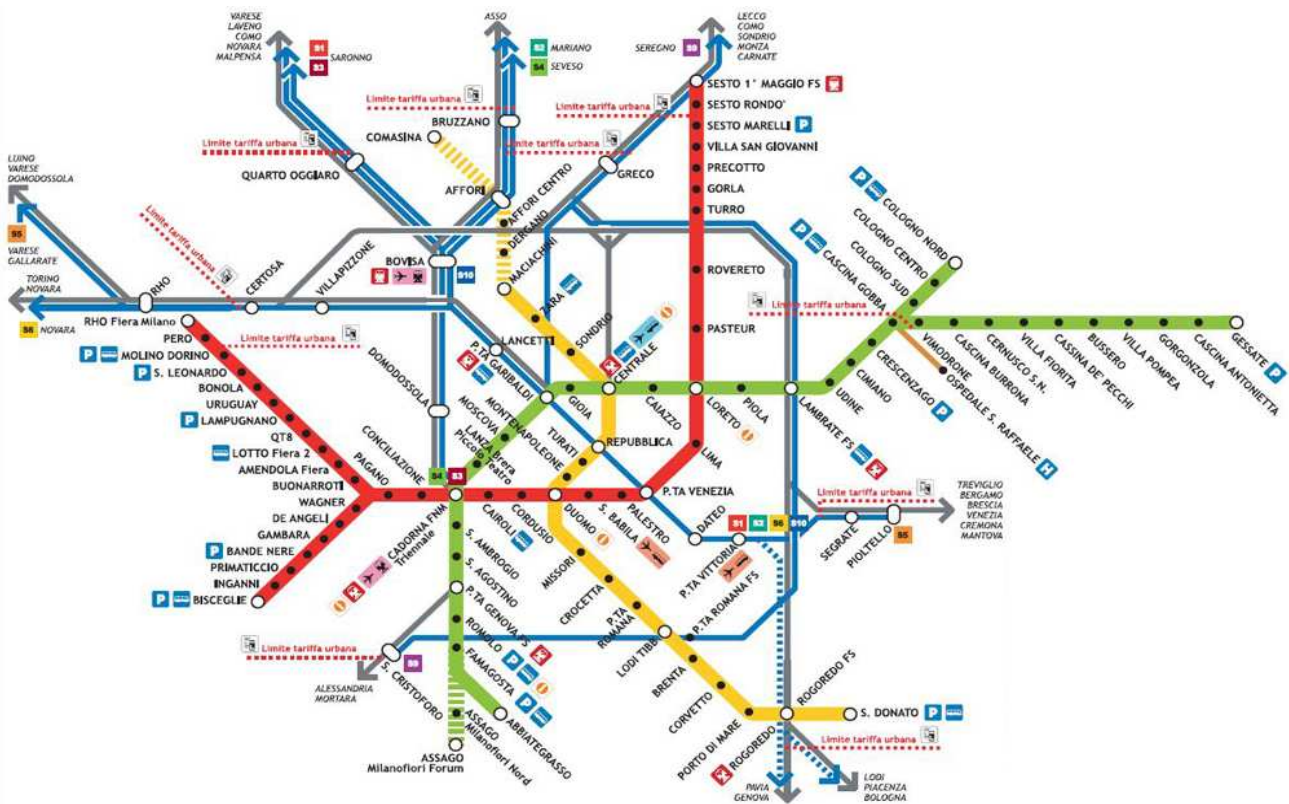 VARESE
LAVENO
COMO
NOVARA
MALPENSA
S1
S3
SARONNO
ASSO
S2 MARIANO
S4 SEVESO
SEREGNO S9
LECCO
COMO
SONDRIO
MONZA
CARNATE
SESTO 1° MAGGIO FS
SESTO RONDO'
SESTO MARELLI P
VILLA SAN GIOVANNI
PRECOTTO
GORLA
TURRO
ROVERETO
PASTEUR
Limite tariffa urbana
Limite tariffa urbana
Limite tariffa urbana
Limite tariffa urbana
BRUZZANO
COMASINA
QUARTO OGGIARO
AFFORI
GRECO
AFFORI CENTRO
DERGANO
MACIACHINI
LUINO
VARESE
DOMODOSSOLA
S5
VARESE
GALLARATE
TORINO
NOVARA
S6 NOVARA
Limite tariffa urbana
RHO
CERTOSA
VILLAPIZZONE
BOVISA
S10
ZARA
SONDRIO
LANCETTI
P.TA GARIBALDI
CENTRALE
DOMODOSSOLA
RHO Fiera Milano
PERO
Limite tariffa urbana
P MOLINO DORINO
P S. LEONARDO
BONOLA
URUGUAY
P LAMPUGNANO
QT8
LOTTO Fiera 2
AMENDOLA Fiera
BUONARROTI
WAGNER
DE ANGELI
GAMBARA
P BANDE NERE
PRIMATICCIO
INGANNI
P BISCEGLIE
PAGANO
CONCILIAZIONE
S4 S3
CADORNA FNM
Triennale
CAIROLI
CORDUSIO
DUOMO
S. BABILA
PALESTRO
P.TA VENEZIA
LIMA
LORETO
MOSCOVA
LANZA Brera
Piccolo Teatro
MONTENAPOLEONE
TURATI
REPUBBLICA
GIOIA
CAIAZZO
PIOLA
LAMBRATE FS
UDINE
CIMIANO
CRESCENZAGO P
P COLOGNO NORD
COLOGNO CENTRO
COLOGNO SUD
P CASCINA GOBBA
Limite tariffa urbana
VIMODRONE
CASCINA BURRONA
CERNUSCO S.N.
VILLA FIORITA
CASSINA DE' PECCHI
BUSSERO
VILLA POMPEA
GORGONZOLA
CASCINA ANTONIETTA
GESSATE P
OSPEDALE S. RAFFAELE H
Limite tariffa urbana
TREVIGLIO
BERGAMO
BRESCIA
VENEZIA
CREMONA
MANTOVA
DATEO
S1 S2 S6 S10
P.TA VITTORIA
SEGRATE
PIOLTELLO
S5
S. AMBROGIO
S. AGOSTINO
P.TA GENOVA FS
ROMOLO P
FAMAGOSTA P
ABBIATEGRASSO
ASSAGO
Milanofiori Nord
ASSAGO
Milanofiori Forum
Limite tariffa urbana
S9
S. CRISTOFORO
ALESSANDRIA
MORTARA
MISSORI
CROCETTA
P.TA
ROMANA
LODI TIBB
P.TA ROMANA FS
BRENTA
CORVETTO
PORTO DI MARE
ROGOREDO
ROGOREDO FS
S. DONATO P
Limite tariffa urbana
PAVIA
GENOVA
LODI
PIACENZA
BOLOGNA